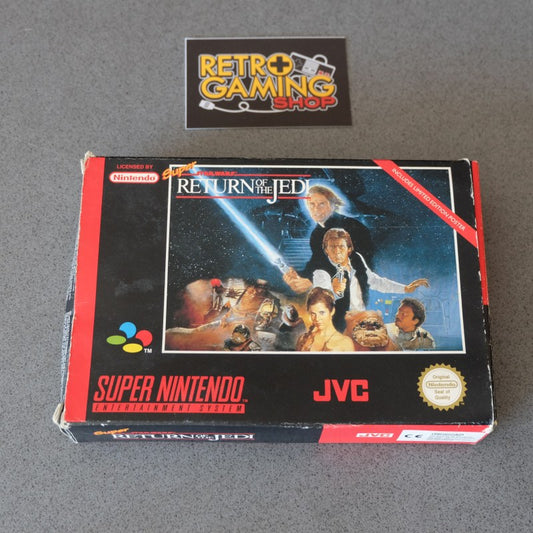 RETRO
GAMING
SHOP
LICENSED BY
Nintendo
Super
STAR WARS
RETURN OF THE JEDI
INCLUDES LIMITED EDITION POSTER
TM
SUPER NINTENDO
ENTERTAINMENT SYSTEM
JVC
Original
Nintendo
Seal of
Quality
Super
RETURN OF THE JEDI
JVC
CE